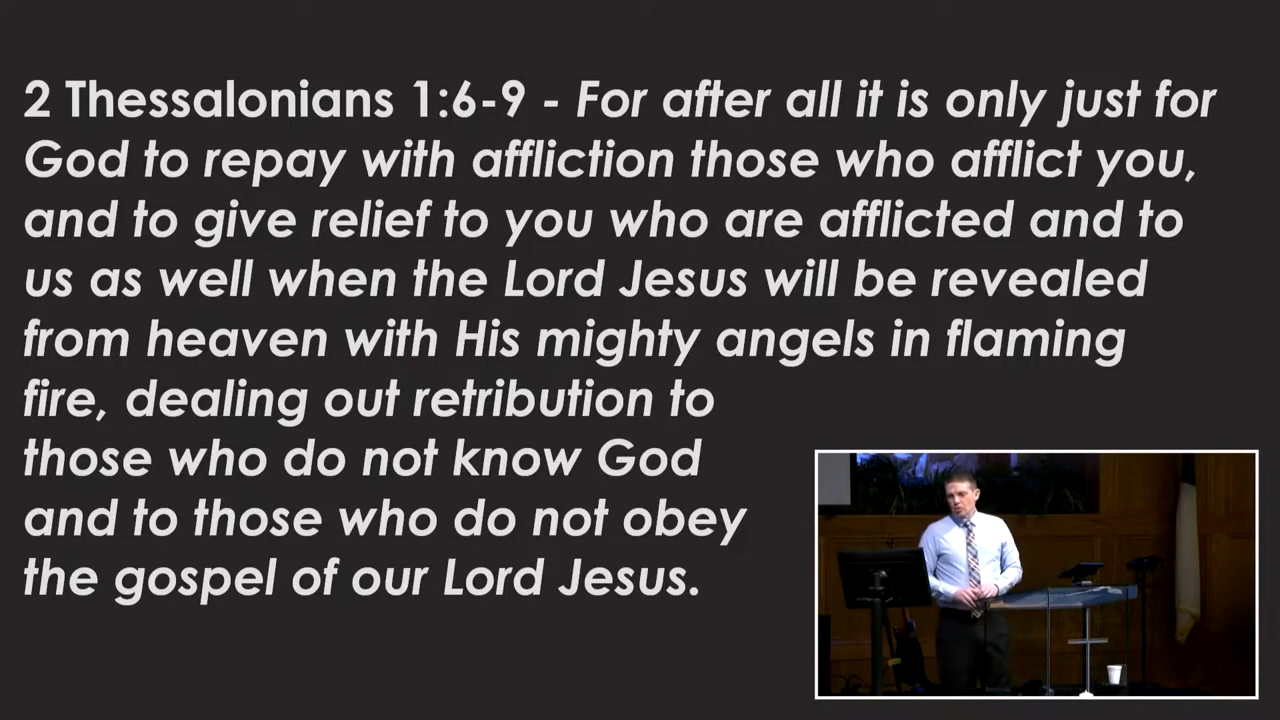 2 Thessalonians 1:6-9 - For after all it is only just for
God to repay with affliction those who afflict you,
and to give relief to you who are afflicted and to
us as well when the Lord Jesus will be revealed
from heaven with His mighty angels in flaming
fire, dealing out retribution to
those who do not know God
and to those who do not obey
the gospel of our Lord Jesus.